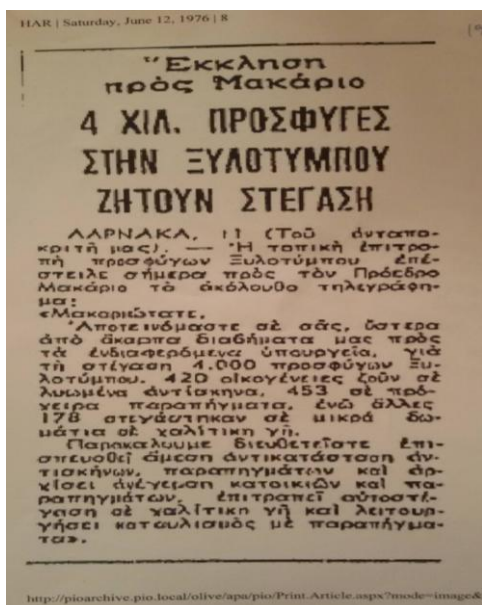 HAR | Saturday, June 12, 1976 | 8
Ἔκκληση
πρὸς Μακάριο
4 ΧΙΛ. ΠΡΟΣΦΥΓΕΣ
ΣΤΗΝ ΞΥΛΟΤΥΜΠΟΥ
ΖΗΤΟΥΝ ΣΤΕΓΑΣΗ
ΛΑΡΝΑΚΑ, 11 (Τοῦ ἀνταπο-
κριτῆ μας). — Ἡ τοπικὴ ἐπιτρο-
πὴ προσφύγων Ξυλοτύμπου ἐπέ-
στειλε σήμερα πρὸς τὸν Πρόεδρο
Μακάριο τὸ ἀκόλουθο τηλεγράφη-
μα:
«Μακαριώτατε,
Ἀποτεινόμαστε σὲ σᾶς, ὕστερα
ἀπὸ ἄκαρπα διαβήματα μας πρὸς
τὰ ἐνδιαφερόμενα ὑπουργεῖα, γιὰ
τὴ στέγαση 4.000 προσφύγων Ξυ-
λοτύμπου. 420 οἰκογένειες ζοῦν σὲ
λυωμένα ἀντίσκηνα, 453 σὲ πρό-
χειρα παραπήγματα, ἐνῶ ἄλλες
178 στεγάστηκαν σὲ μικρὰ δω-
μάτια σὲ χαλίτικη γῆ.
Παρακαλοῦμε διευθετεῖστε ἐπι-
σπευσθεῖ ἄμεση ἀντικατάσταση ἀν-
τισκήνων, παραπηγμάτων καὶ ἀρ-
χίσει ἀνέγερση κατοικιῶν καὶ πα-
ραπηγμάτων, ἐπιτραπεῖ αὐτοστέ-
γαση σὲ χαλίτικη γῆ καὶ λειτουρ-
γήσει καταυλισμὸς μὲ παραπήγμα-
τα».
http://pioarchive.pio.local/olive/apa/pio/Print.Article.aspx?mode=image&